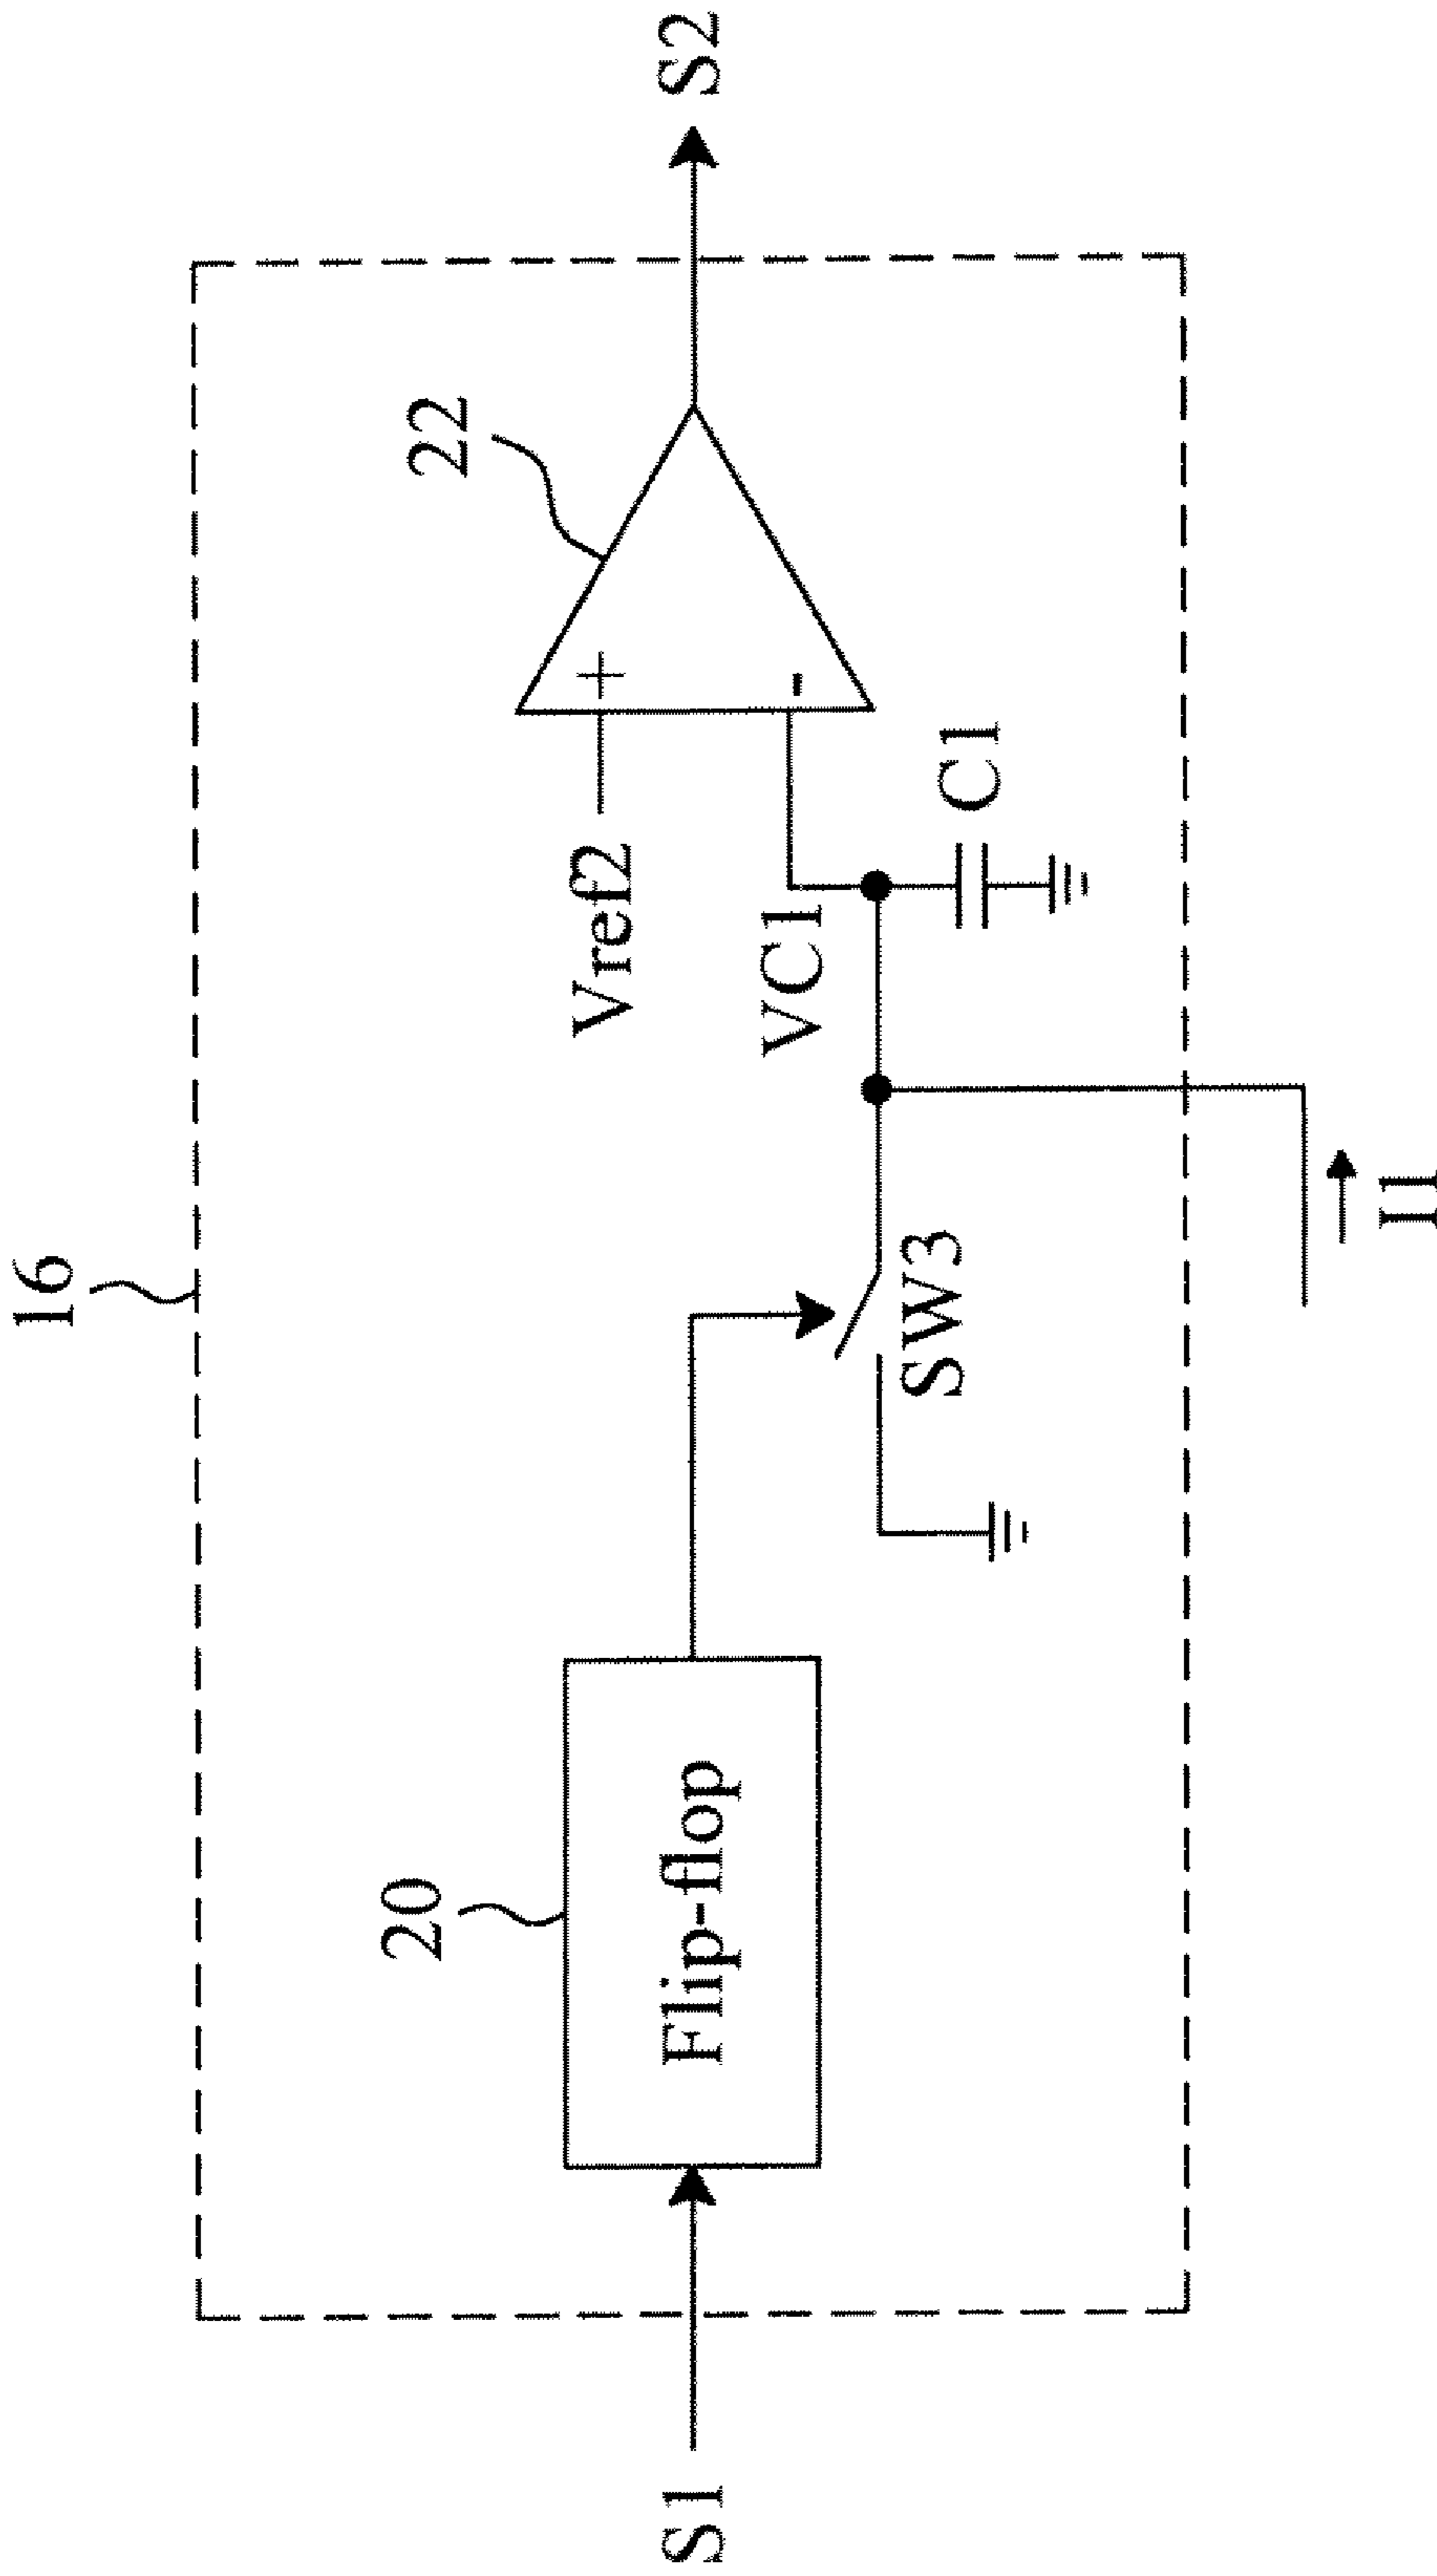 16
20
22
S1
Flip-flop
SW3
Vref2
+
VC1
-
C1
S2
I1